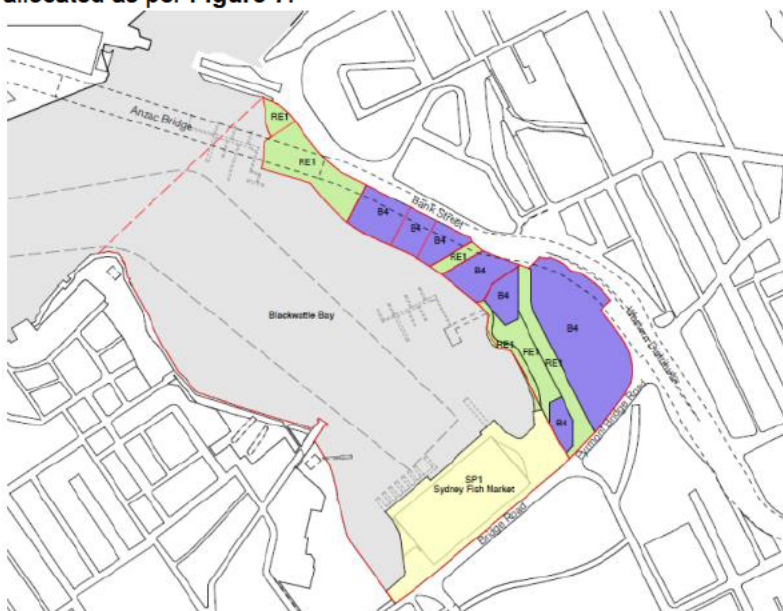 allocated as per Figure 7.
Anzac Bridge
RE1
RE1
Bank Street
B4
B4
B4
RE1
B4
B4
B4
Western Distributor
Blackwattle Bay
RE1
RE1
RE1
B4
Pyrmont Bridge Road
SP1
Sydney Fish Market
Bridge Road